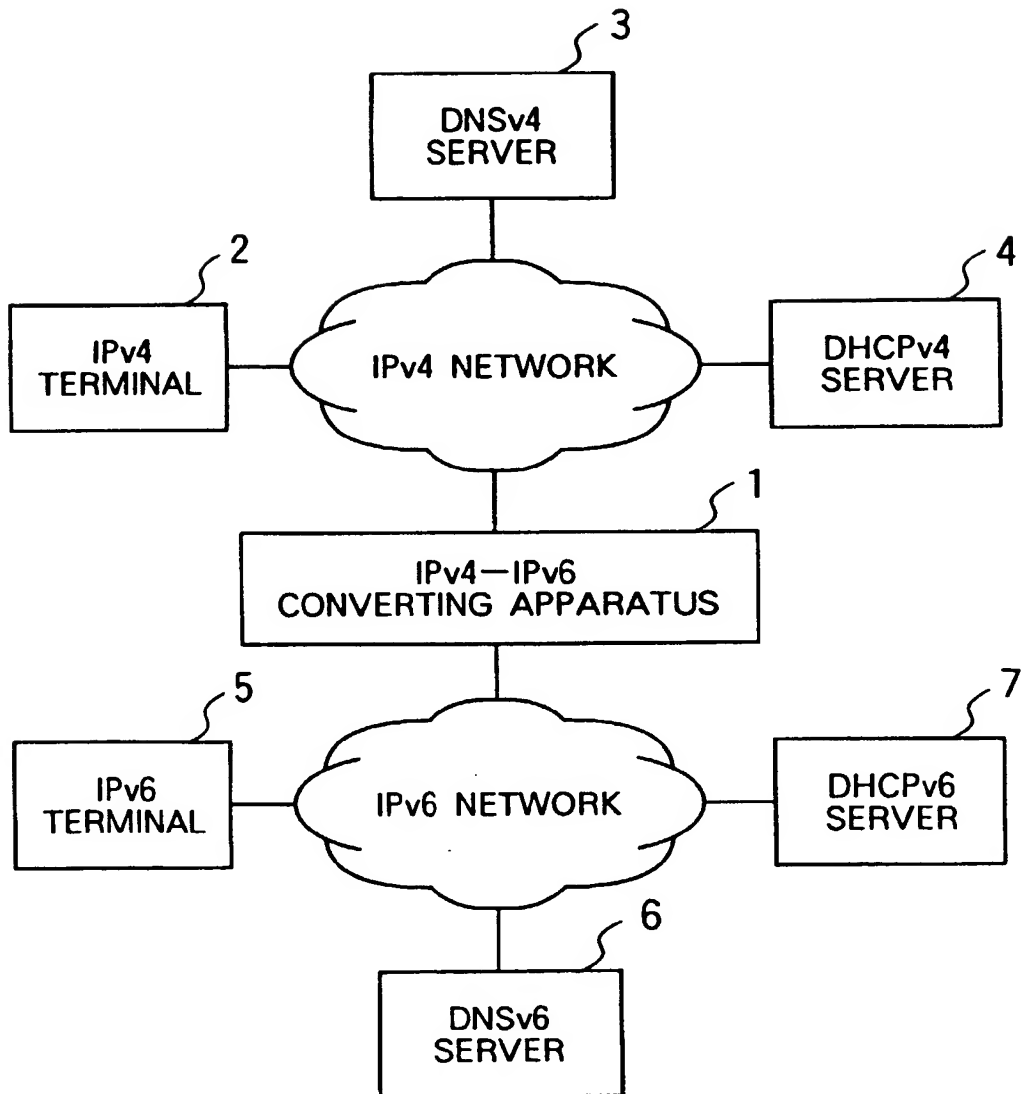 3
DNSv4
SERVER
2
4
IPv4
TERMINAL
IPv4 NETWORK
DHCPv4
SERVER
1
IPv4—IPv6
CONVERTING APPARATUS
5
7
IPv6
TERMINAL
IPv6 NETWORK
DHCPv6
SERVER
6
DNSv6
SERVER